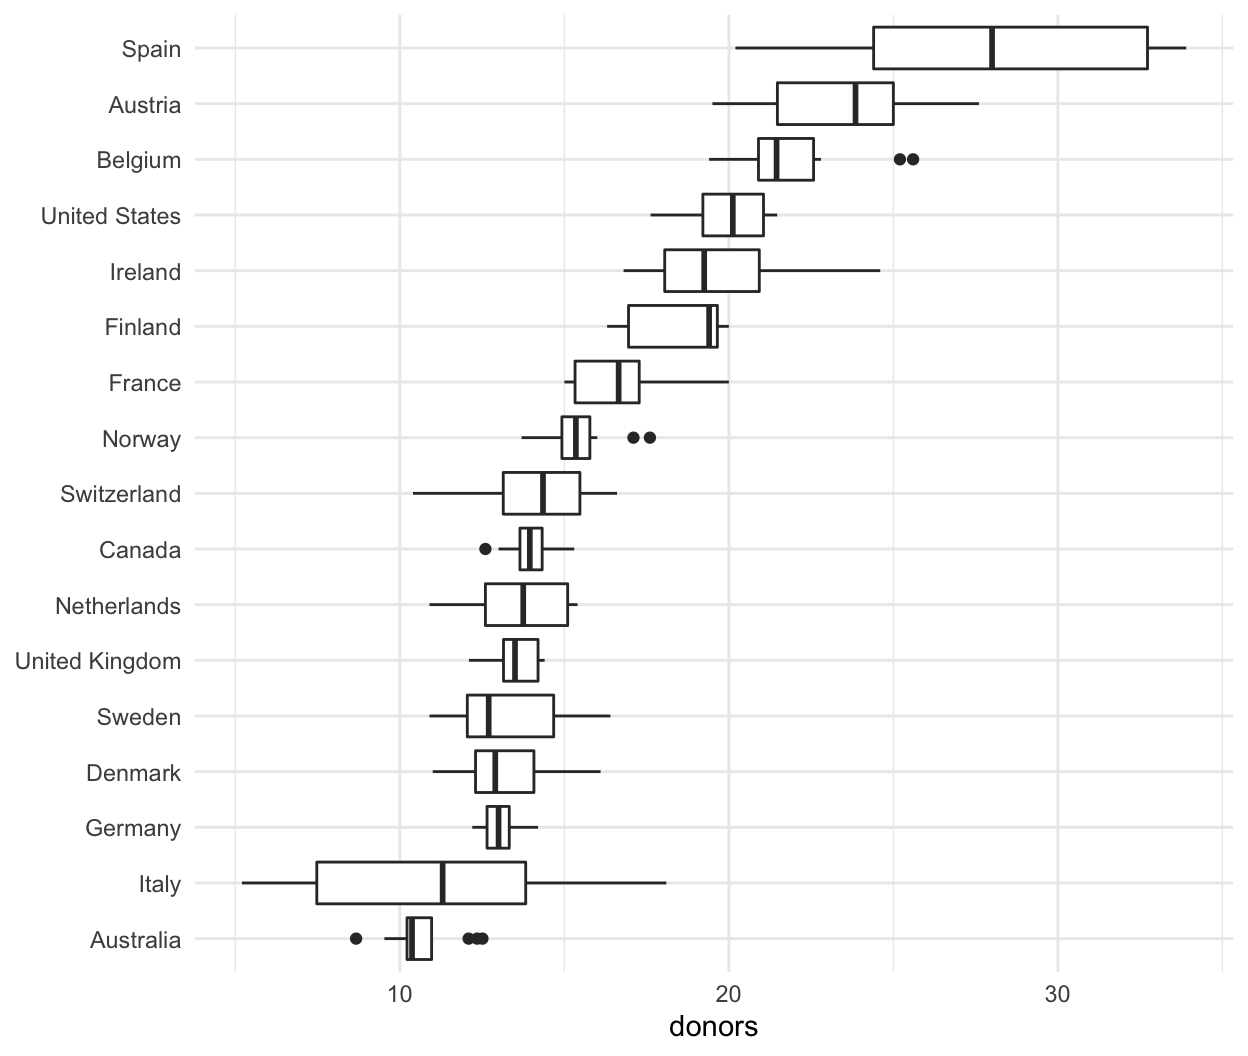 Spain
Austria
Belgium
United States
Ireland
Finland
France
Norway
Switzerland
Canada
Netherlands
United Kingdom
Sweden
Denmark
Germany
Italy
Australia
10 20 30
donors